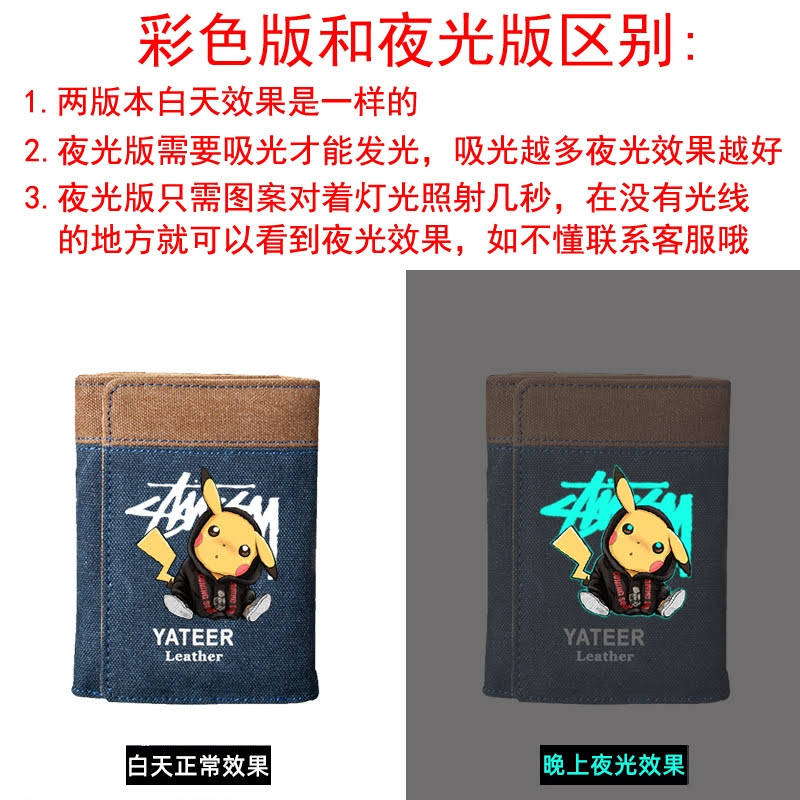 彩色版和夜光版区别:
1. 两版本白天效果是一样的
2. 夜光版需要吸光才能发光，吸光越多夜光效果越好
3. 夜光版只需图案对着灯光照射几秒，在没有光线
的地方就可以看到夜光效果，如不懂联系客服哦
YATEER
Leather
YATEER
Leather
白天正常效果
晚上夜光效果